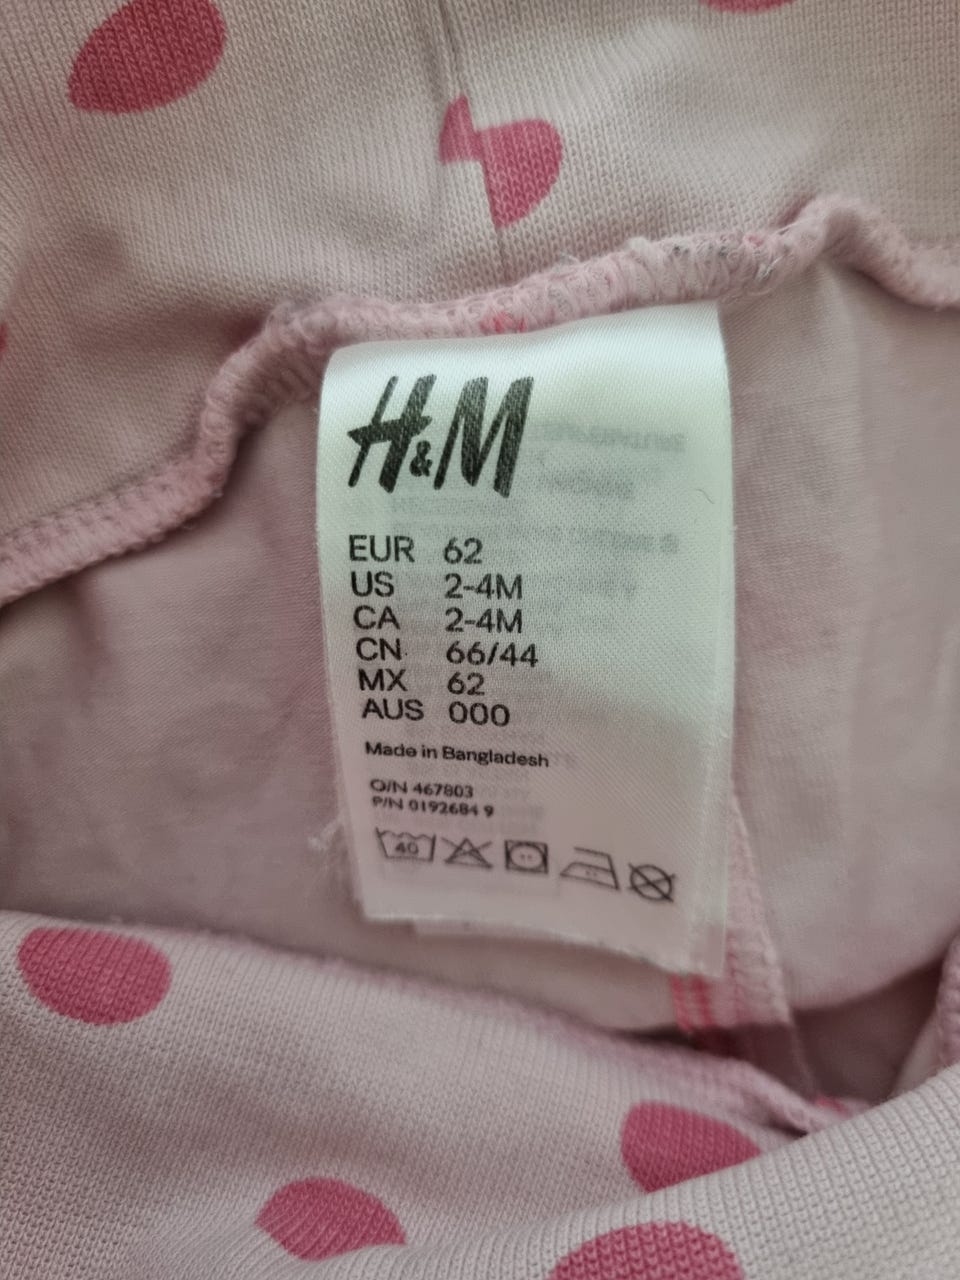 H&M
EUR 62
US 2-4M
CA 2-4M
CN 66/44
MX 62
AUS 000
Made in Bangladesh
O/N 467803
P/N 0192684 9
40